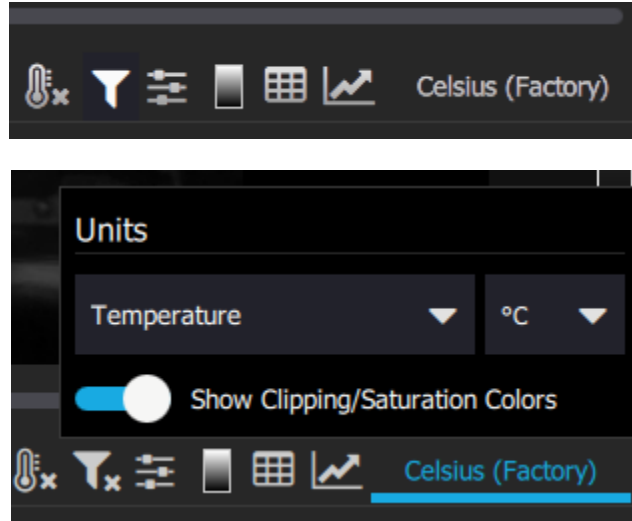 Celsius (Factory)
Units
Temperature °C
Show Clipping/Saturation Colors
Celsius (Factory)